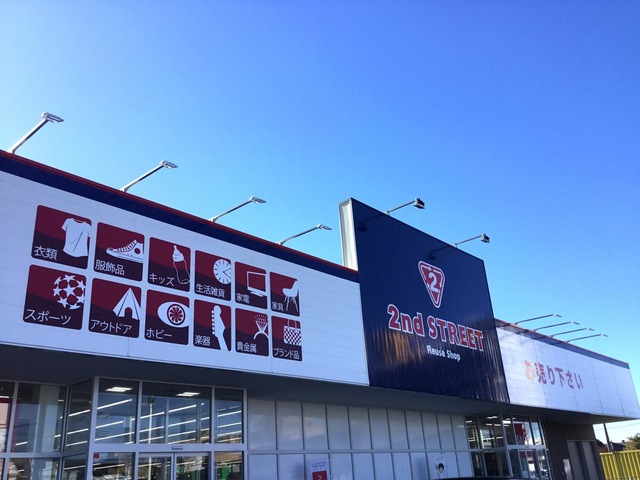 衣類
服飾品
キッズ
生活雑貨
家電
家具
スポーツ
アウトドア
ホビー
楽器
貴金属
ブランド品
2
2nd STREET
Reuse Shop
お売り下さい